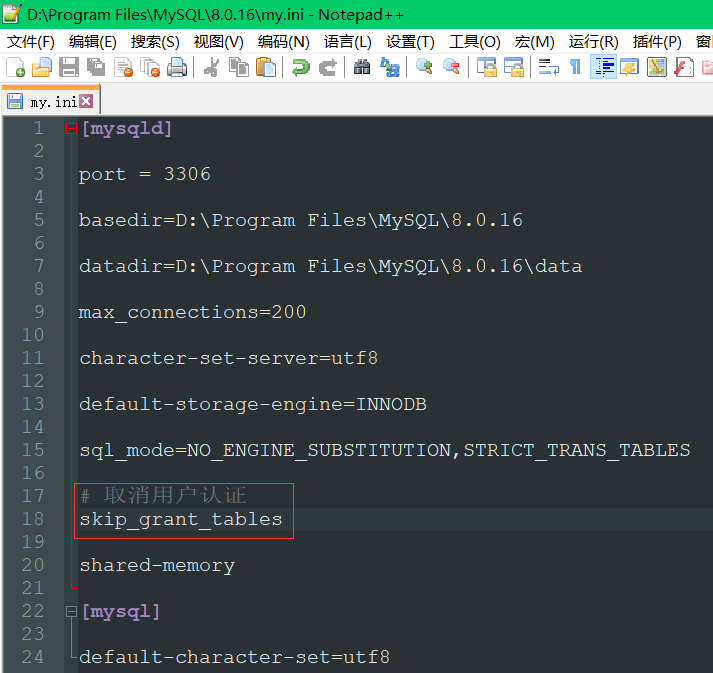 D:\Program Files\MySQL\8.0.16\my.ini - Notepad++
文件(F) 编辑(E) 搜索(S) 视图(V) 编码(N) 语言(L) 设置(T) 工具(O) 宏(M) 运行(R) 插件(P) 窗
my.ini
1 [mysqld]
2
3 port = 3306
4
5 basedir=D:\Program Files\MySQL\8.0.16
6
7 datadir=D:\Program Files\MySQL\8.0.16\data
8
9 max_connections=200
10
11 character-set-server=utf8
12
13 default-storage-engine=INNODB
14
15 sql_mode=NO_ENGINE_SUBSTITUTION,STRICT_TRANS_TABLES
16
17 # 取消用户认证
18 skip_grant_tables
19
20 shared-memory
21
22 [mysql]
23
24 default-character-set=utf8